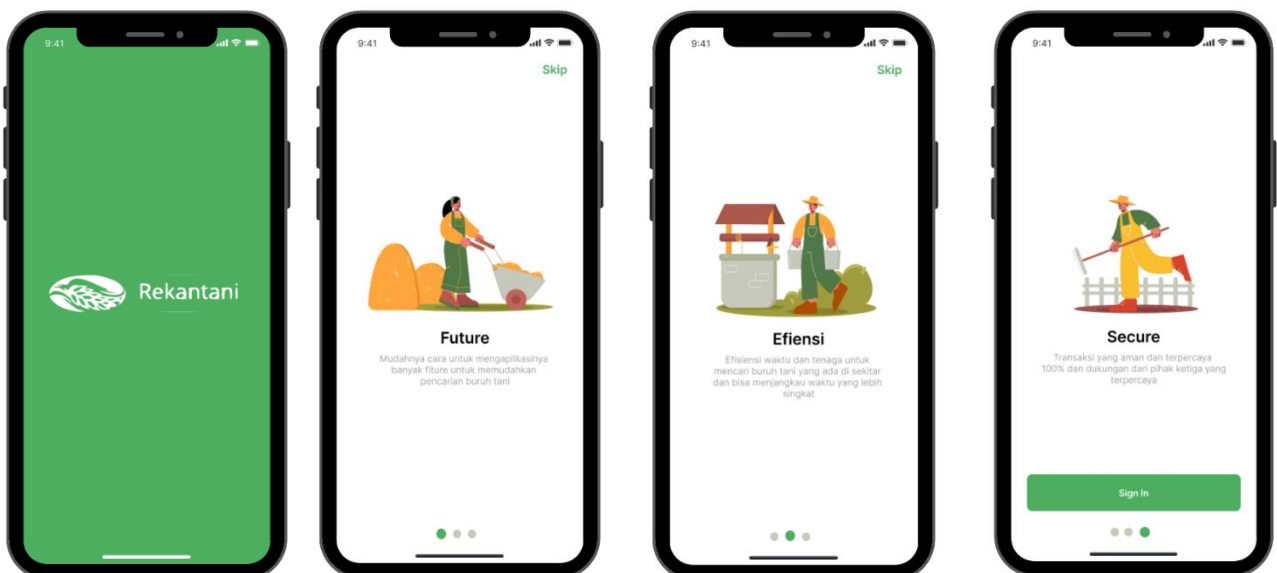 9:41
Rekantani
9:41
Skip
Future
Mudahnya cara untuk mengaplikasinya
banyak fiture untuk memudahkan
pencarian buruh tani
9:41
Skip
Efiensi
Efisiensi waktu dan tenaga untuk
mencari buruh tani yang ada di sekitar
dan bisa menjangkau waktu yang lebih
singkat
9:41
Secure
Transaksi yang aman dan terpercaya
100% dan dukungan dari pihak ketiga yang
terpercaya
Sign In